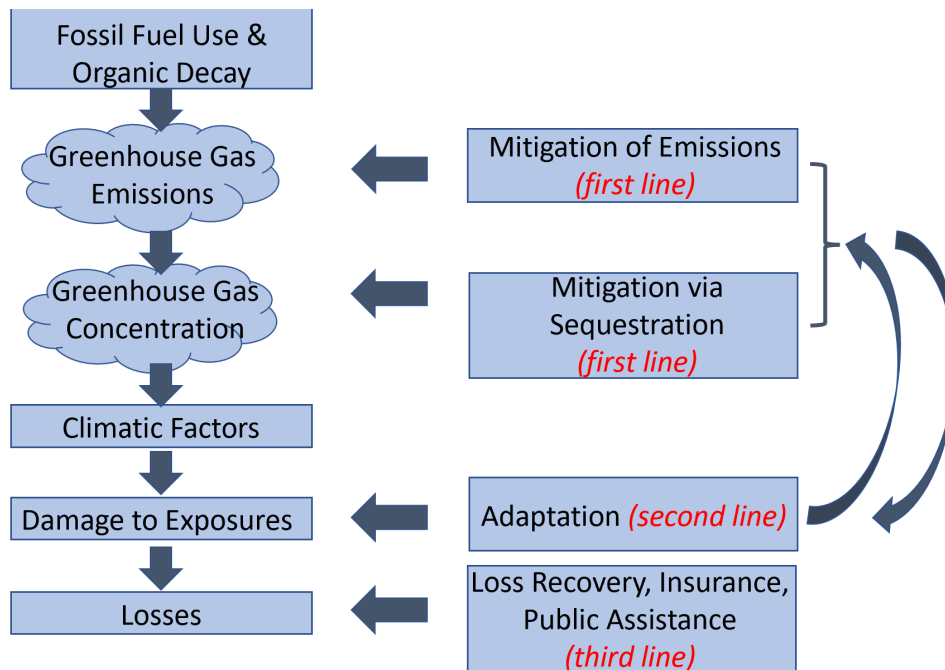 Fossil Fuel Use &
Organic Decay
Greenhouse Gas
Emissions
Mitigation of Emissions
(first line)
Greenhouse Gas
Concentration
Mitigation via
Sequestration
(first line)
Climatic Factors
Damage to Exposures
Adaptation (second line)
Losses
Loss Recovery, Insurance,
Public Assistance
(third line)